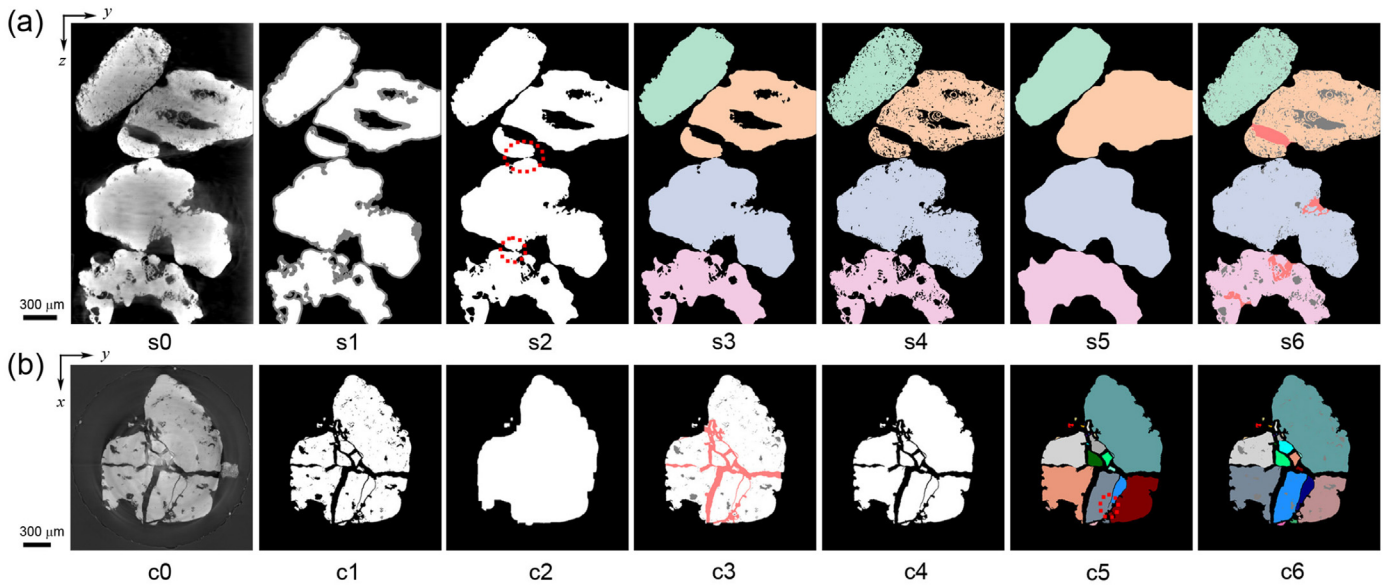 (a)
y
z
300 μm
s0 s1 s2 s3 s4 s5 s6
(b)
y
x
300 μm
c0 c1 c2 c3 c4 c5 c6